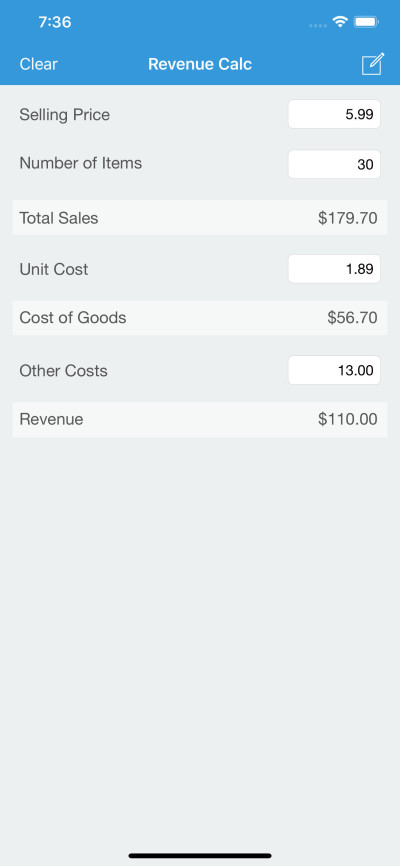 7:36
Clear Revenue Calc
Selling Price 5.99
Number of Items 30
Total Sales $179.70
Unit Cost 1.89
Cost of Goods $56.70
Other Costs 13.00
Revenue $110.00